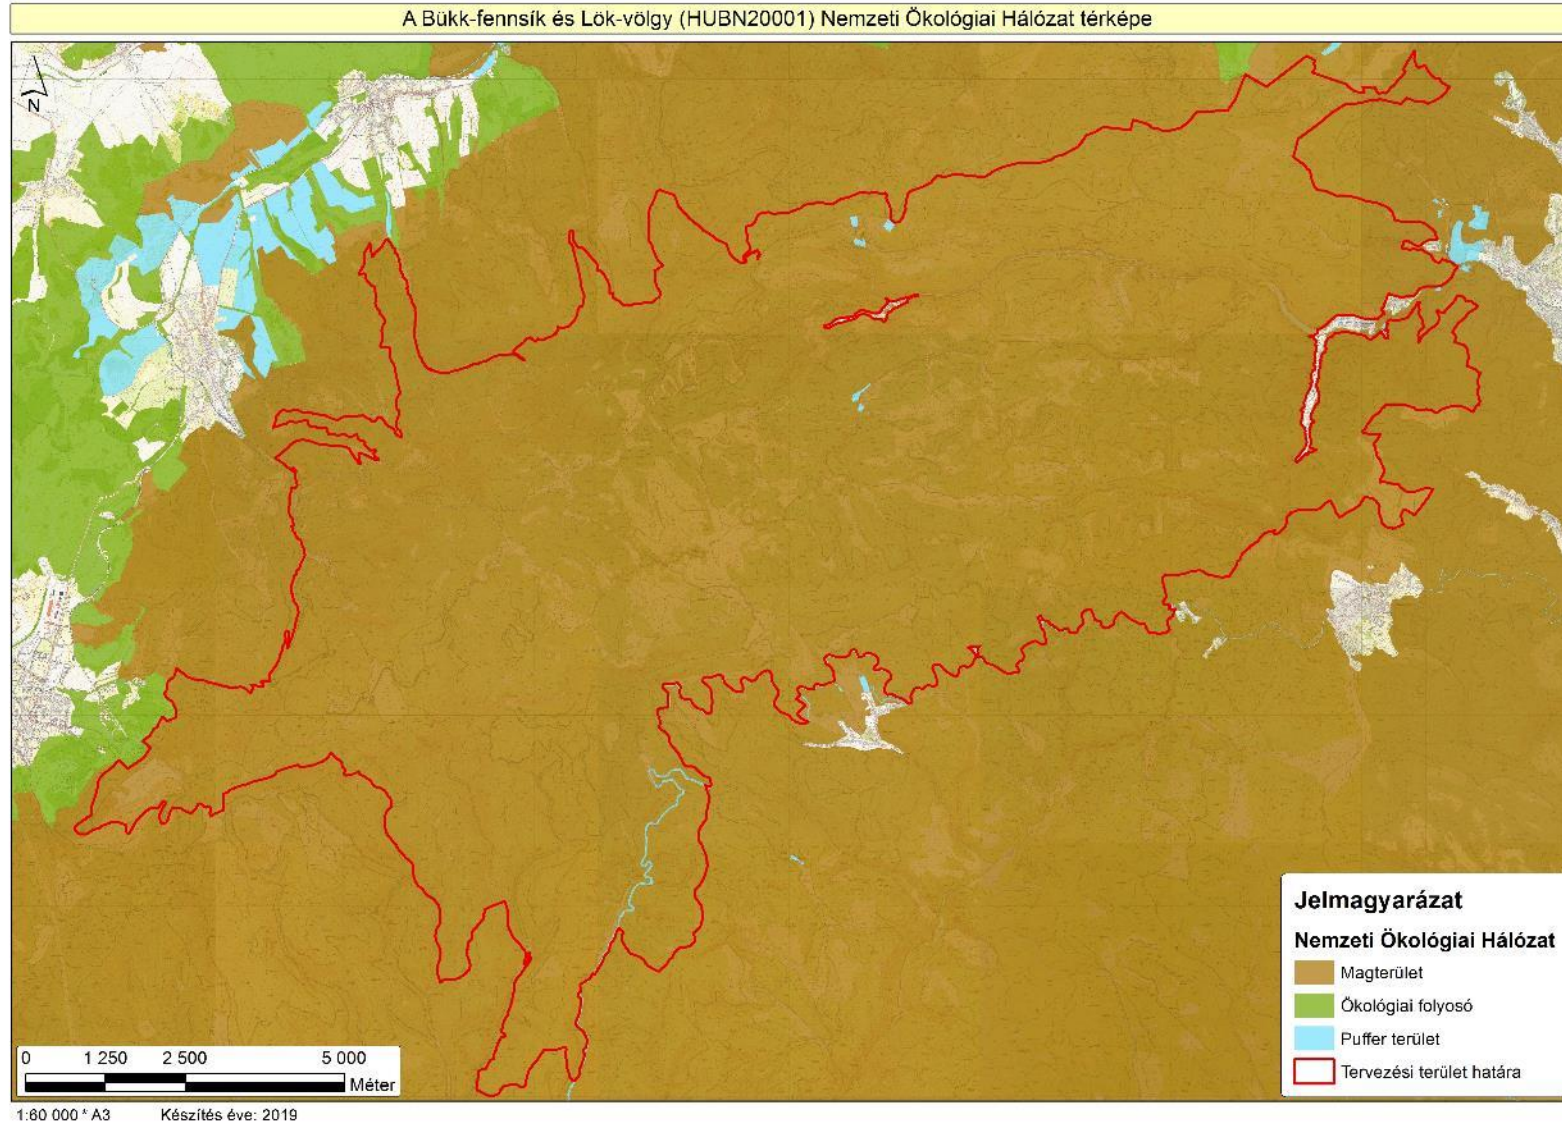 A Bükk-fennsík és Lök-völgy (HUBN20001) Nemzeti Ökológiai Hálózat térképe
N
Jelmagyarázat
Nemzeti Ökológiai Hálózat
Magterület
Ökológiai folyosó
Puffer terület
Tervezési terület határa
0 1 250 2 500 5 000
Méter
1:60 000 * A3 Készítés éve: 2019